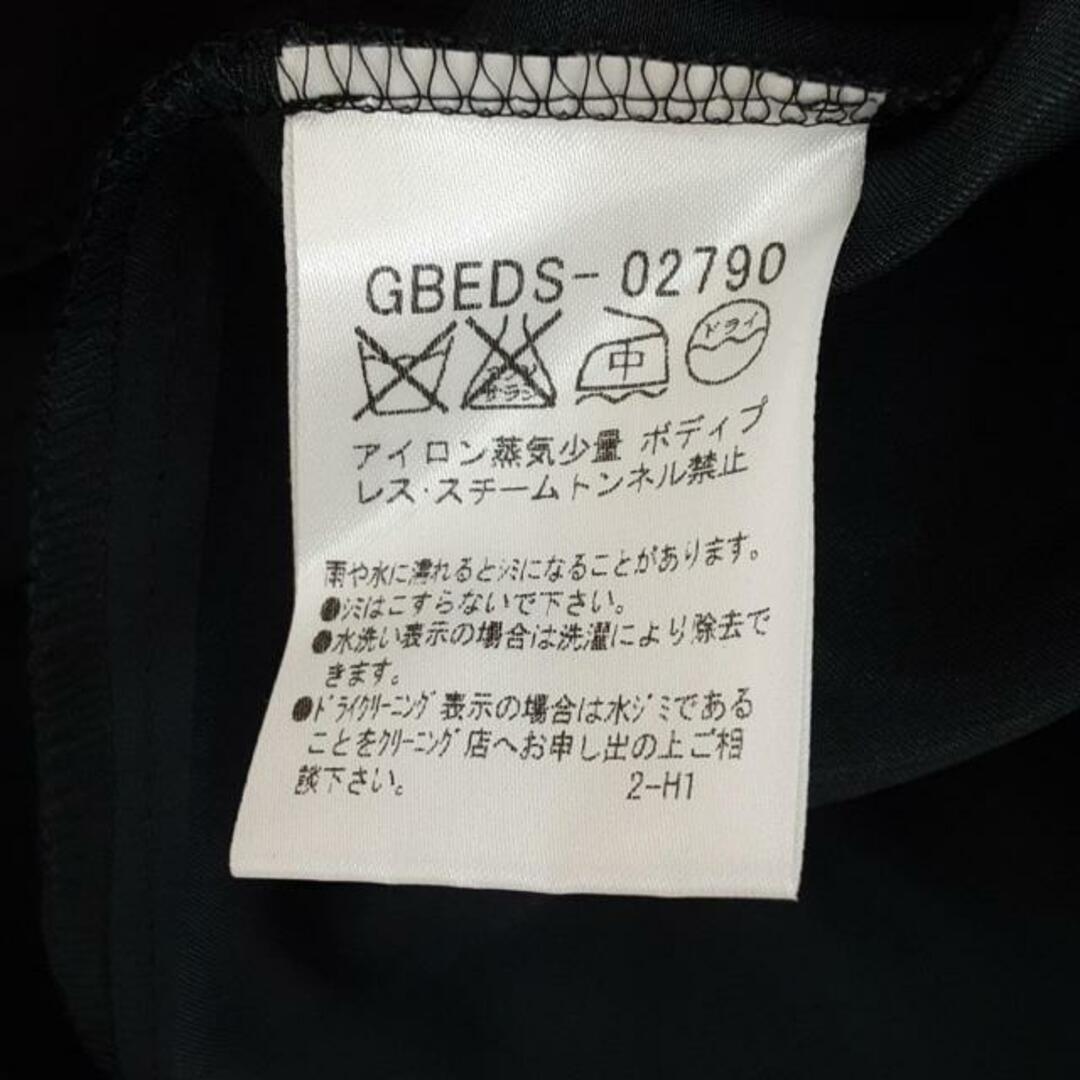 GBEDS-02790
エンソ サラシ 中 ドライ
アイロン蒸気少量 ボディプ
レス・スチームトンネル禁止
雨や水に濡れるとシミになることがあります。
●シミはこすらないで下さい。
●水洗い表示の場合は洗濯により除去で
きます。
●ドライクリーニング表示の場合は水ジミである
ことをクリーニング店へお申し出の上ご相
談下さい。 2-H1